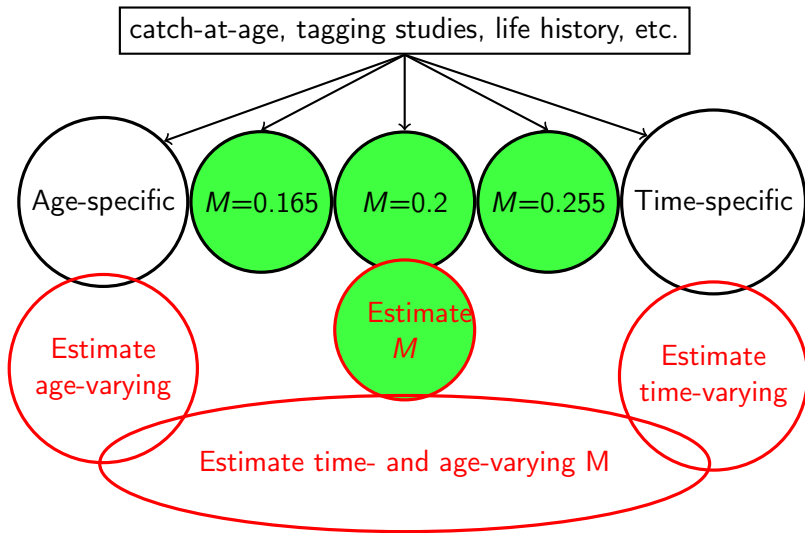 catch-at-age, tagging studies, life history, etc.
Age-specific
M=0.165
M=0.2
M=0.255
Time-specific
Estimate
age-varying
Estimate
M
Estimate
time-varying
Estimate time- and age-varying M